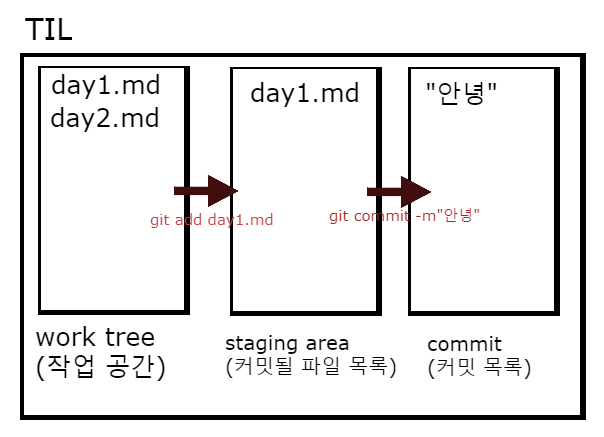 TIL
day1.md
day2.md
day1.md
"안녕"
git add day1.md
git commit -m"안녕"
work tree
(작업 공간)
staging area
(커밋될 파일 목록)
commit
(커밋 목록)